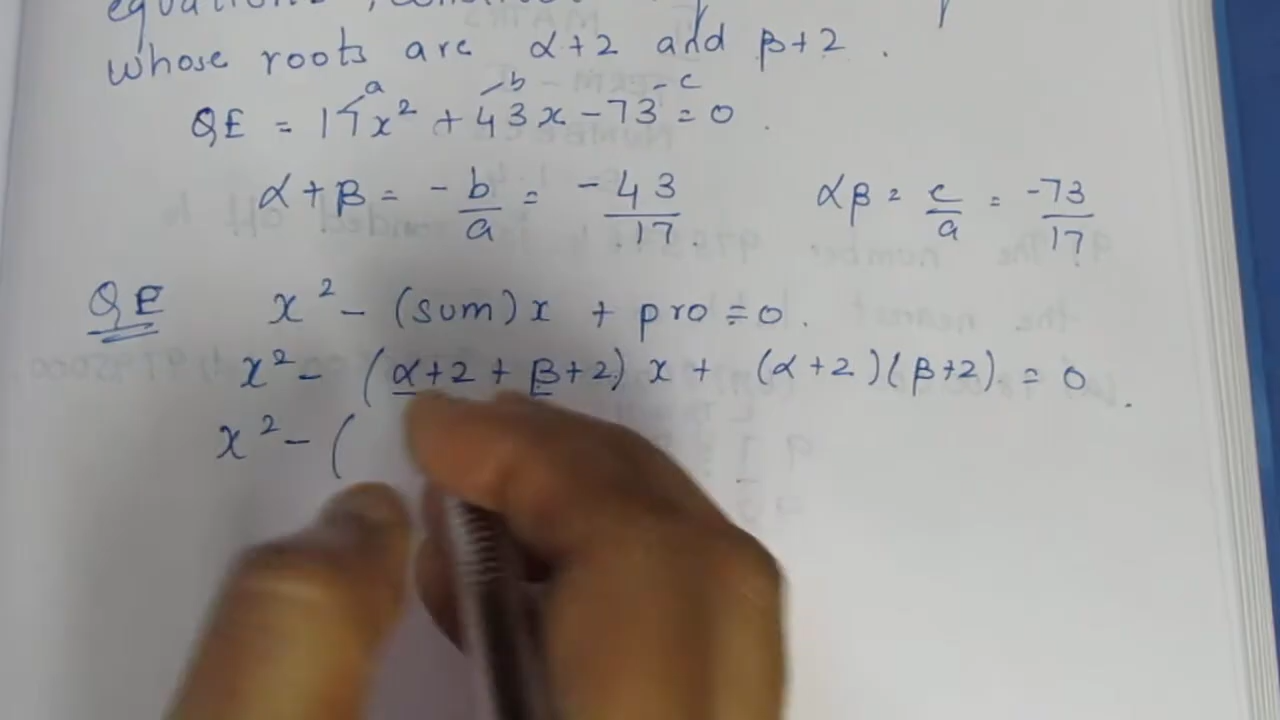 whose roots are α+2 and β+2 .
a b - c
QE = 17x² + 43x - 73 = 0 .
α + β = - b/a = - 43/17 . αβ = c/a = -73/17
QE x² - (sum)x + pro = 0 .
x² - (α+2 + β+2) x + (α+2)(β+2) = 0 .
x² - (